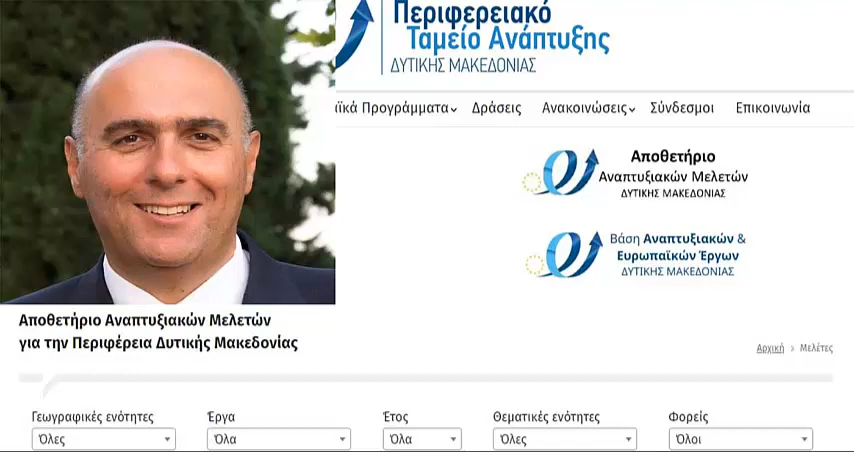 Περιφερειακό
Ταμείο Ανάπτυξης
ΔΥΤΙΚΗΣ ΜΑΚΕΔΟΝΙΑΣ
ϊκά Προγράμματα Δράσεις Ανακοινώσεις Σύνδεσμοι Επικοινωνία
Αποθετήριο
Αναπτυξιακών Μελετών
ΔΥΤΙΚΗΣ ΜΑΚΕΔΟΝΙΑΣ
Βάση Αναπτυξιακών &
Ευρωπαϊκών Έργων
ΔΥΤΙΚΗΣ ΜΑΚΕΔΟΝΙΑΣ
Αποθετήριο Αναπτυξιακών Μελετών
για την Περιφέρεια Δυτικής Μακεδονίας
Αρχική > Μελέτες
Γεωγραφικές ενότητες Έργα Έτος Θεματικές ενότητες Φορείς
Όλες Όλα Όλα Όλες Όλοι